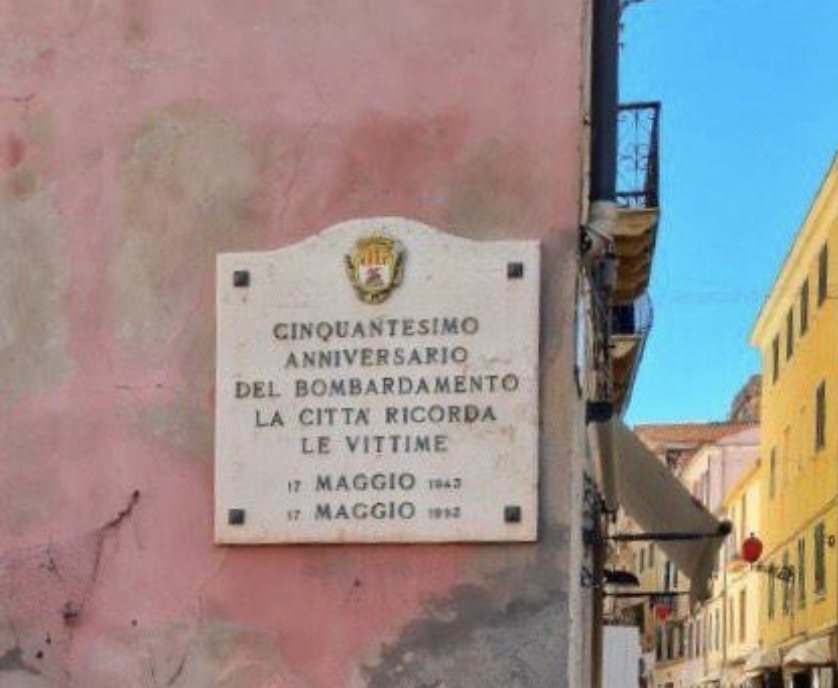 CINQUANTESIMO
ANNIVERSARIO
DEL BOMBARDAMENTO
LA CITTA' RICORDA
LE VITTIME
17 MAGGIO 1943
17 MAGGIO 1993